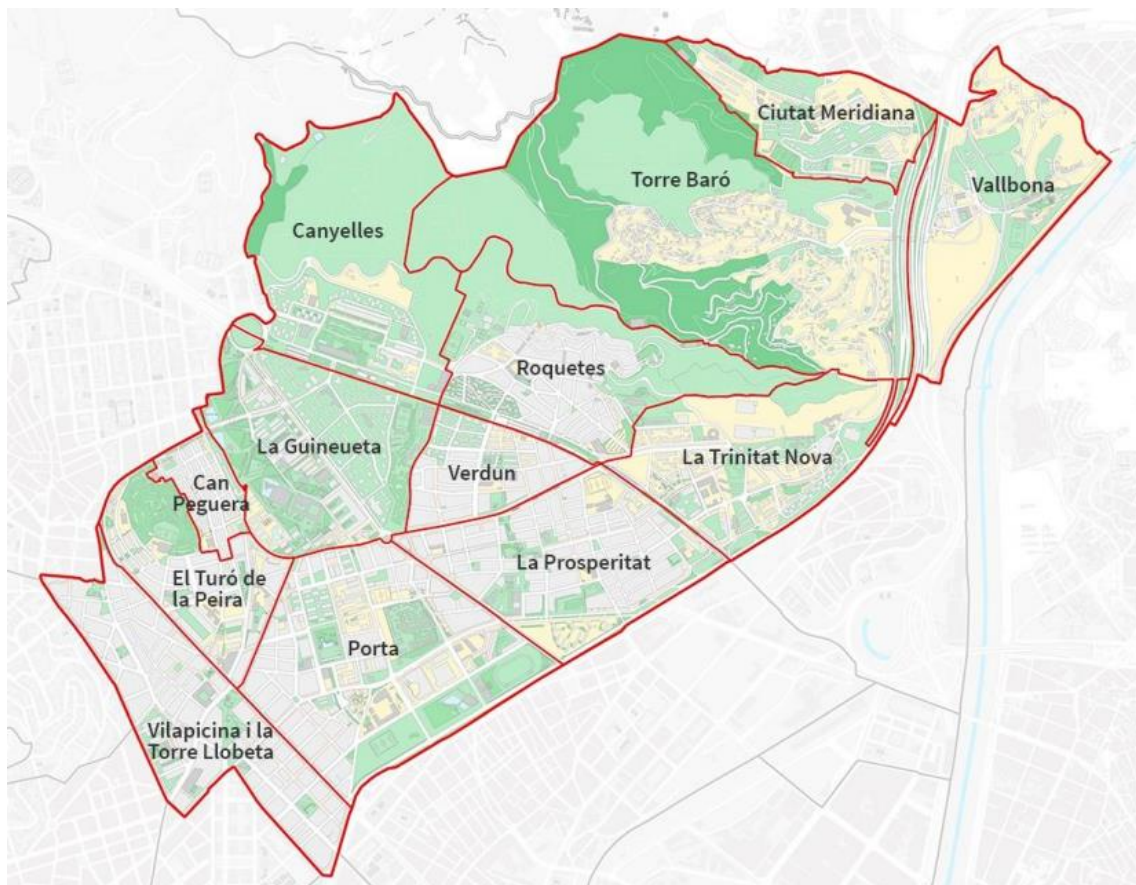 Ciutat Meridiana
Torre Baró
Vallbona
Canyelles
Roquetes
La Guineueta
La Trinitat Nova
Verdun
Can
Peguera
La Prosperitat
El Turó de
la Peira
Porta
Vilapicina i la
Torre Llobeta